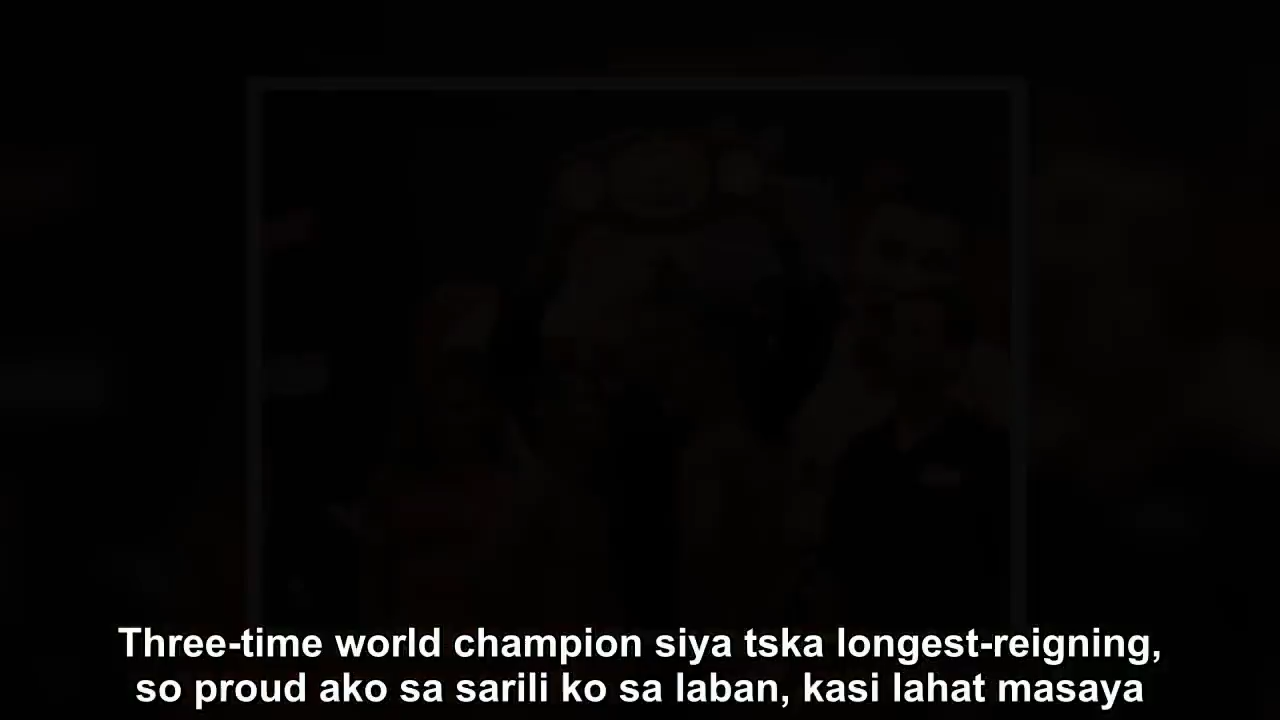 Three-time world champion siya tska longest-reigning,
so proud ako sa sarili ko sa laban, kasi lahat masaya